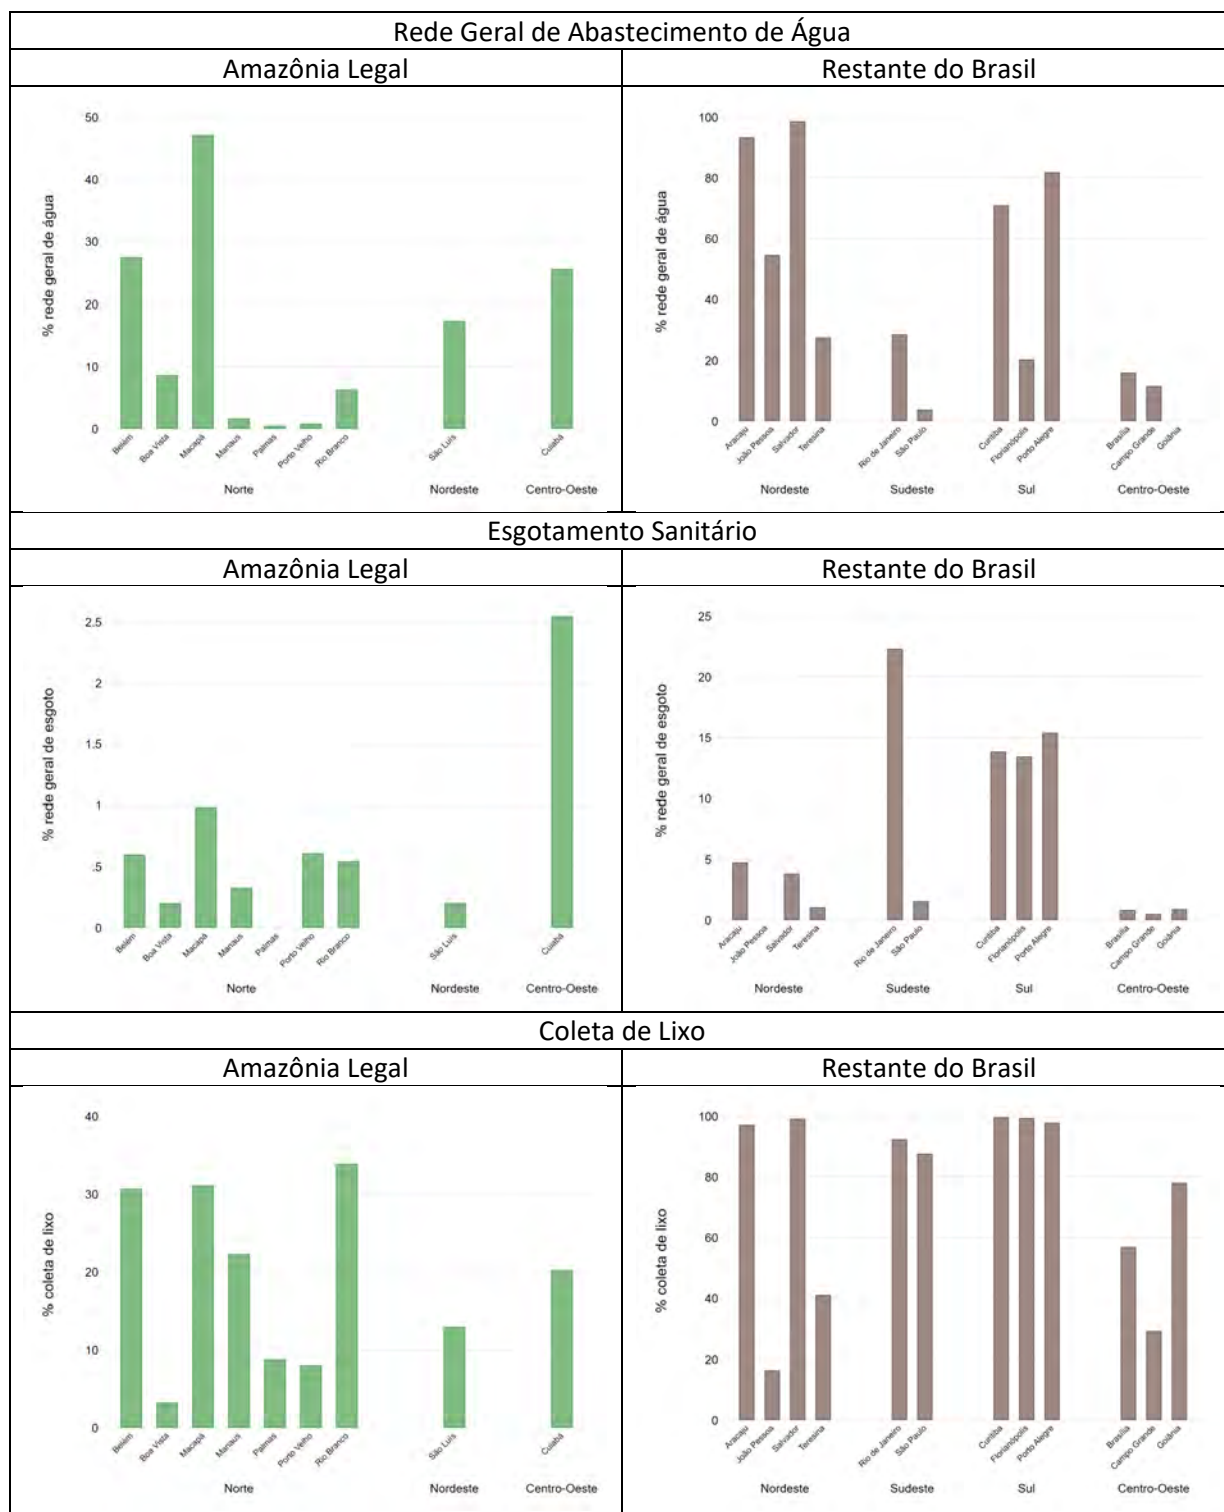 Rede Geral de Abastecimento de Água
Amazônia Legal
Restante do Brasil
% rede geral de água
50
40
30
20
10
0
Belém
Boa Vista
Macapá
Manaus
Palmas
Porto Velho
Rio Branco
São Luís
Cuiabá
Norte
Nordeste
Centro-Oeste
% rede geral de água
100
80
60
40
20
0
Aracaju
João Pessoa
Salvador
Teresina
Rio de Janeiro
São Paulo
Curitiba
Florianópolis
Porto Alegre
Brasília
Campo Grande
Goiânia
Nordeste
Sudeste
Sul
Centro-Oeste
Esgotamento Sanitário
Amazônia Legal
Restante do Brasil
% rede geral de esgoto
2.5
2
1.5
1
.5
0
Belém
Boa Vista
Macapá
Manaus
Palmas
Porto Velho
Rio Branco
São Luís
Cuiabá
Norte
Nordeste
Centro-Oeste
% rede geral de esgoto
25
20
15
10
5
0
Aracaju
João Pessoa
Salvador
Teresina
Rio de Janeiro
São Paulo
Curitiba
Florianópolis
Porto Alegre
Brasília
Campo Grande
Goiânia
Nordeste
Sudeste
Sul
Centro-Oeste
Coleta de Lixo
Amazônia Legal
Restante do Brasil
% coleta de lixo
40
30
20
10
0
Belém
Boa Vista
Macapá
Manaus
Palmas
Porto Velho
Rio Branco
São Luís
Cuiabá
Norte
Nordeste
Centro-Oeste
% coleta de lixo
100
80
60
40
20
0
Aracaju
João Pessoa
Salvador
Teresina
Rio de Janeiro
São Paulo
Curitiba
Florianópolis
Porto Alegre
Brasília
Campo Grande
Goiânia
Nordeste
Sudeste
Sul
Centro-Oeste